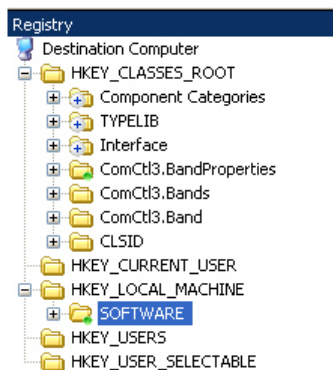 Registry
Destination Computer
HKEY_CLASSES_ROOT
Component Categories
TYPELIB
Interface
ComCtl3.BandProperties
ComCtl3.Bands
ComCtl3.Band
CLSID
HKEY_CURRENT_USER
HKEY_LOCAL_MACHINE
SOFTWARE
HKEY_USERS
HKEY_USER_SELECTABLE